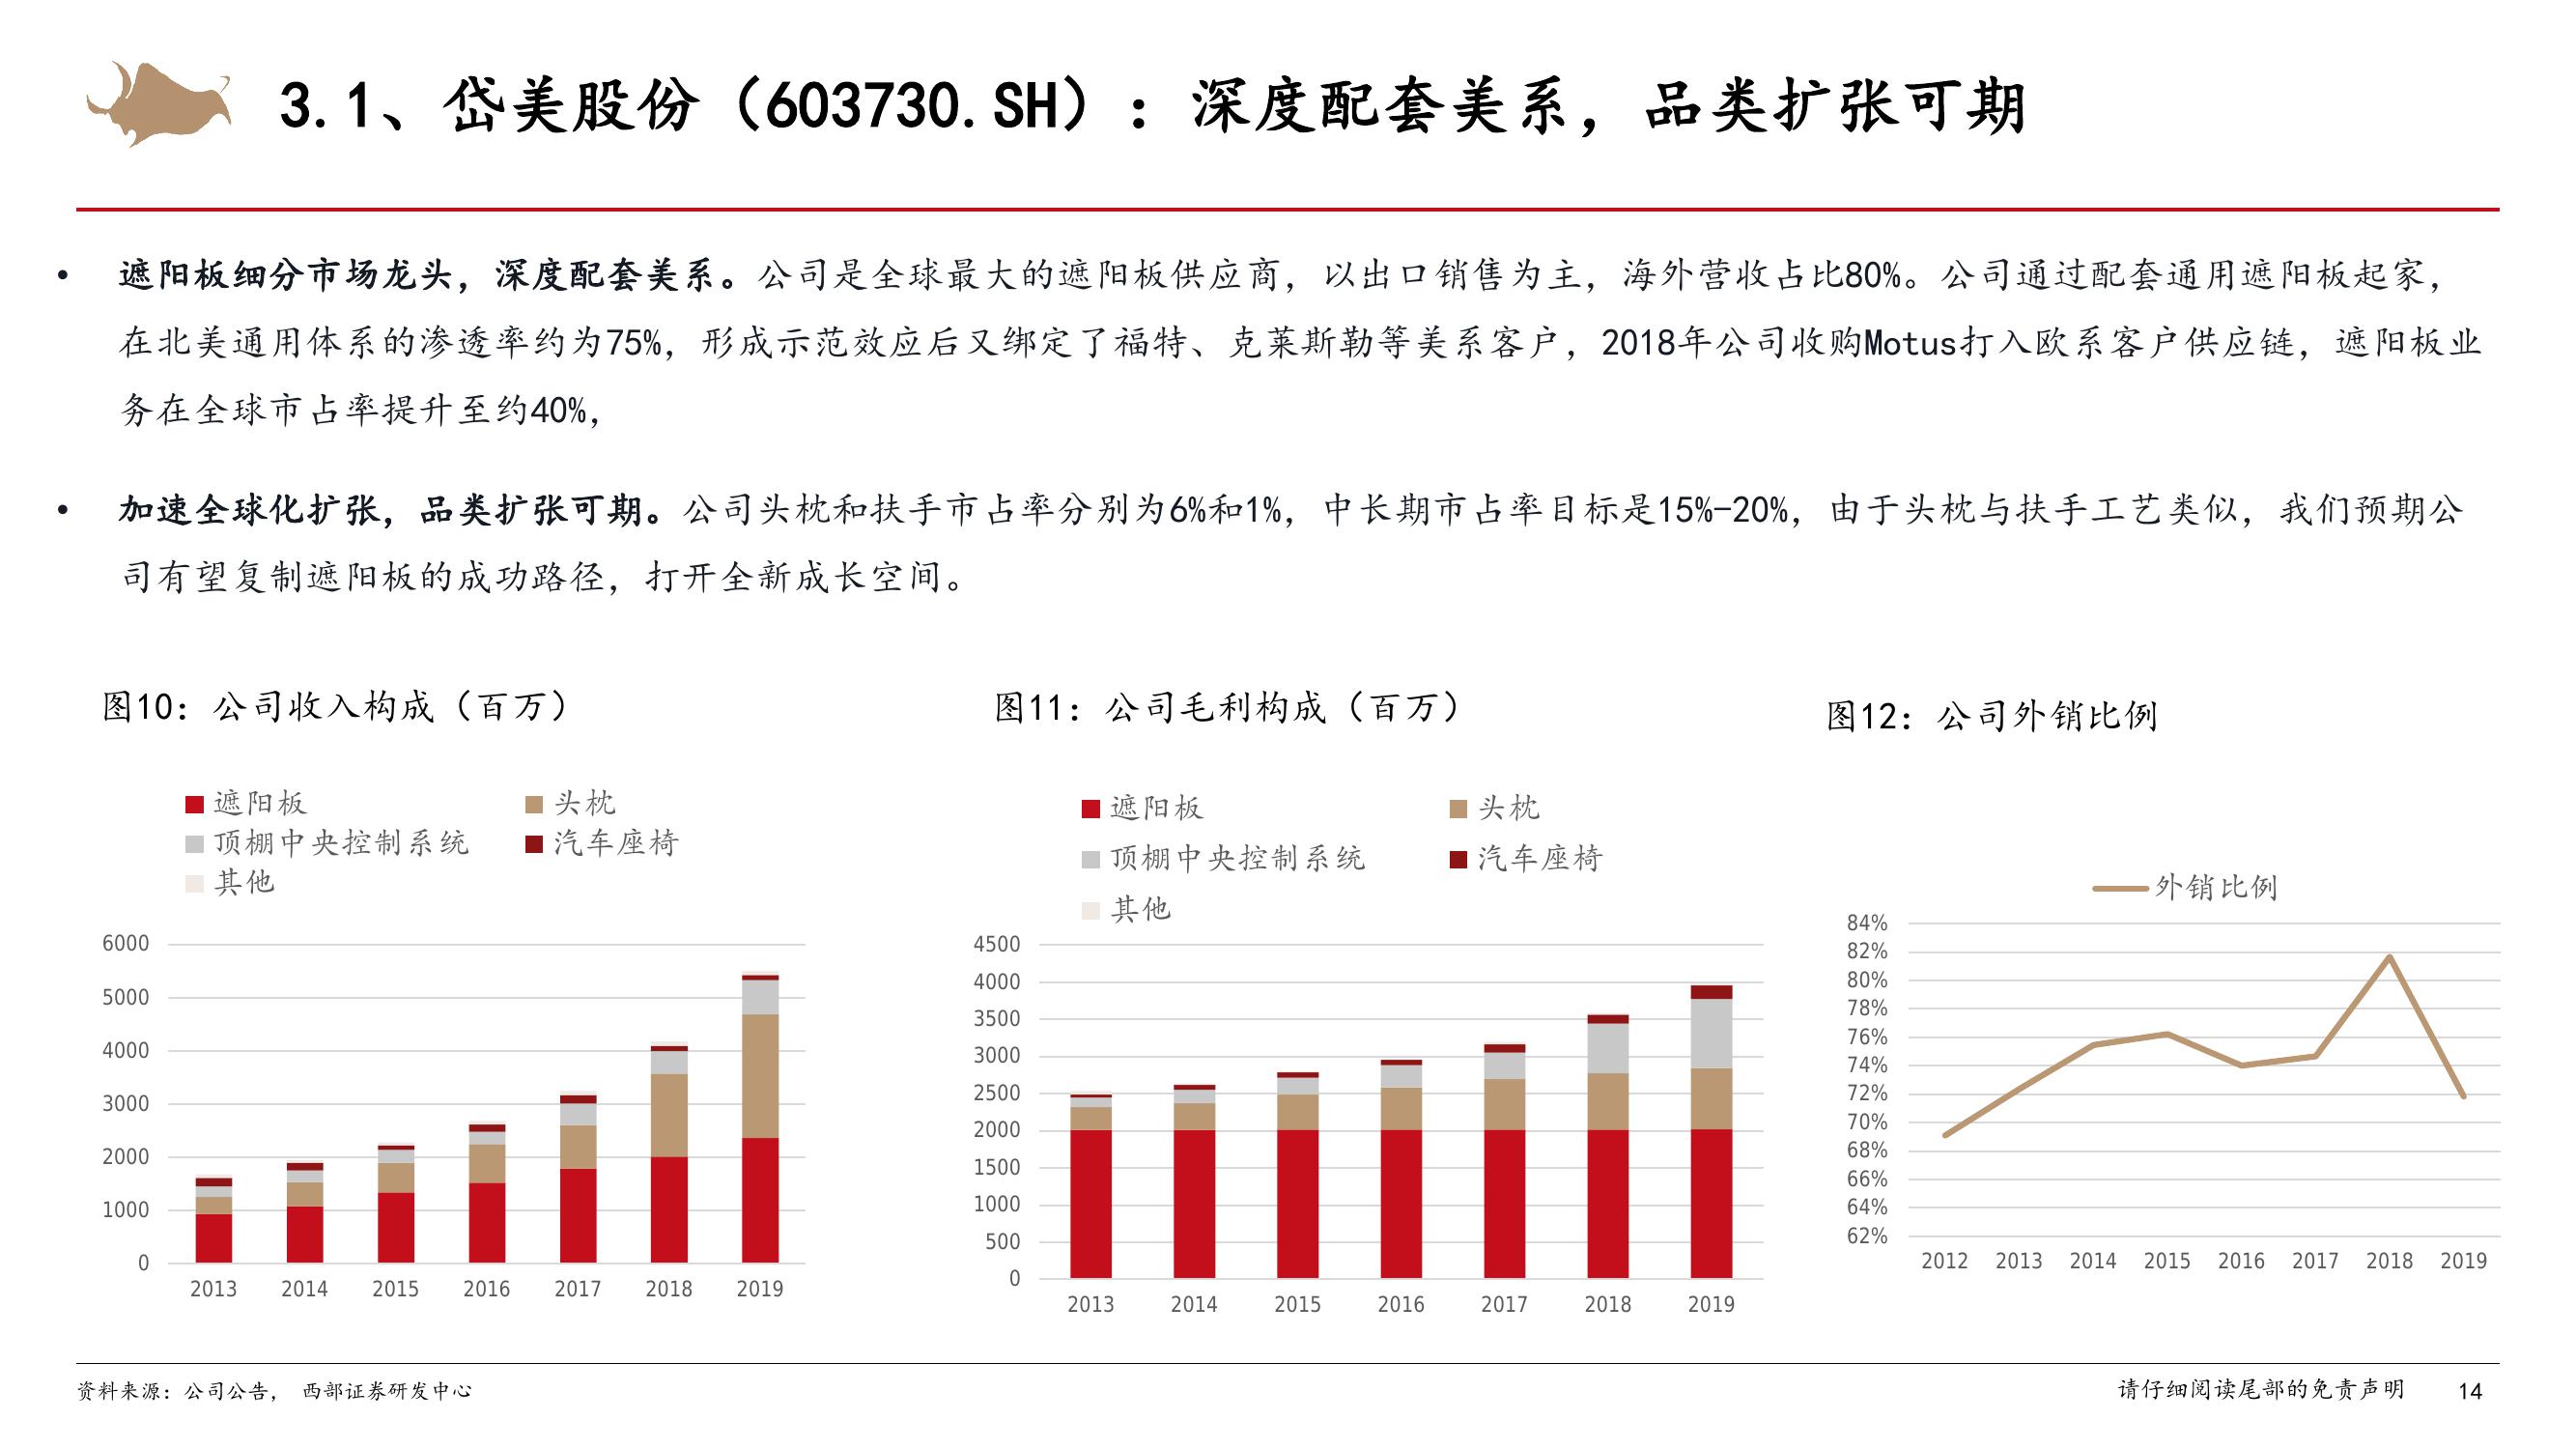 3.1、岱美股份（603730.SH）：深度配套美系，品类扩张可期
• 遮阳板细分市场龙头，深度配套美系。公司是全球最大的遮阳板供应商，以出口销售为主，海外营收占比80%。公司通过配套通用遮阳板起家，
在北美通用体系的渗透率约为75%，形成示范效应后又绑定了福特、克莱斯勒等美系客户，2018年公司收购Motus打入欧系客户供应链，遮阳板业
务在全球市占率提升至约40%，
• 加速全球化扩张，品类扩张可期。公司头枕和扶手市占率分别为6%和1%，中长期市占率目标是15%-20%，由于头枕与扶手工艺类似，我们预期公
司有望复制遮阳板的成功路径，打开全新成长空间。
图10：公司收入构成（百万）
遮阳板 头枕
顶棚中央控制系统 汽车座椅
其他
6000
5000
4000
3000
2000
1000
0
2013 2014 2015 2016 2017 2018 2019
图11：公司毛利构成（百万）
遮阳板 头枕
顶棚中央控制系统 汽车座椅
其他
4500
4000
3500
3000
2500
2000
1500
1000
500
0
2013 2014 2015 2016 2017 2018 2019
图12：公司外销比例
外销比例
84%
82%
80%
78%
76%
74%
72%
70%
68%
66%
64%
62%
2012 2013 2014 2015 2016 2017 2018 2019
资料来源：公司公告， 西部证券研发中心
请仔细阅读尾部的免责声明 14